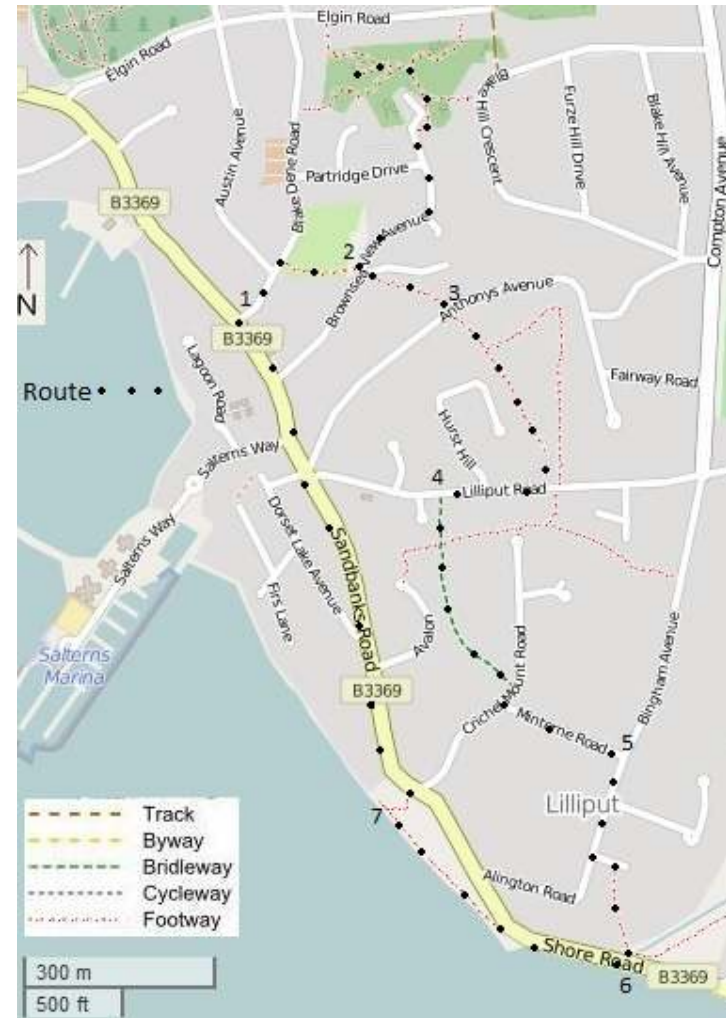 Elgin Road
Elgin Road
Blake Hill Crescent
Furze Hill Drive
Blake Hill Avenue
Compton Avenue
Austin Avenue
Blake Dene Road
Partridge Drive
B3369
N
1
2
Brownsea View Avenue
3
Anthonys Avenue
B3369
Lagoon Road
Fairway Road
Route
Hurst Hill
Salterns Way
4
Lilliput Road
Salterns Way
Dorset Lake Avenue
Sandbanks Road
Firs Lane
Avalon
Salterns
Marina
B3369
Crichel Mount Road
Minterne Road
5
Bingham Avenue
Lilliput
7
Alington Road
Track
Byway
Bridleway
Cycleway
Footway
Shore Road
B3369
6
300 m
500 ft